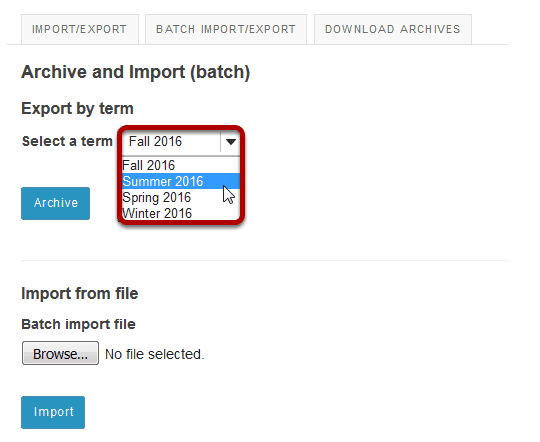 IMPORT/EXPORT BATCH IMPORT/EXPORT DOWNLOAD ARCHIVES
Archive and Import (batch)
Export by term
Select a term Fall 2016
Fall 2016
Summer 2016
Spring 2016
Winter 2016
Archive
Import from file
Batch import file
Browse... No file selected.
Import